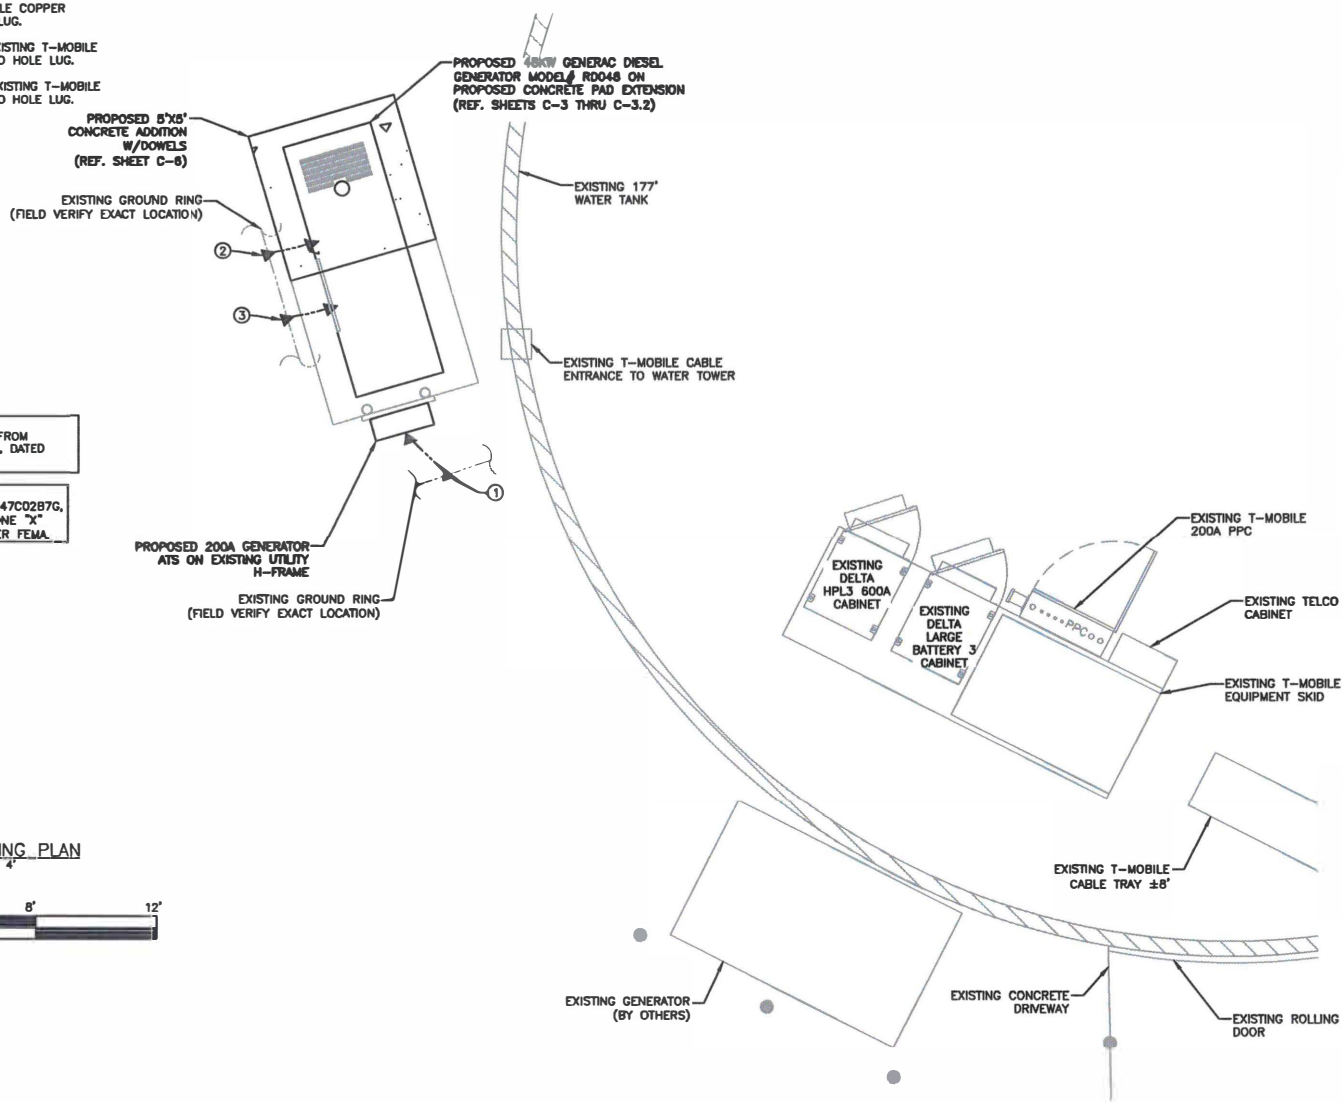 LE COPPER
LUG.
XISTING T-MOBILE
O HOLE LUG.
XISTING T-MOBILE
O HOLE LUG.
PROPOSED 5'X5'
CONCRETE ADDITION
W/DOWELS
(REF. SHEET C-6)
PROPOSED 48KW GENERAC DIESEL
GENERATOR MODEL# RD048 ON
PROPOSED CONCRETE PAD EXTENSION
(REF. SHEETS C-3 THRU C-3.2)
EXISTING GROUND RING
(FIELD VERIFY EXACT LOCATION)
EXISTING 177'
WATER TANK
2
3
EXISTING T-MOBILE CABLE
ENTRANCE TO WATER TOWER
FROM
, DATED
47C0287G,
NE "X"
ER FEMA.
1
PROPOSED 200A GENERATOR
ATS ON EXISTING UTILITY
H-FRAME
EXISTING GROUND RING
(FIELD VERIFY EXACT LOCATION)
EXISTING
DELTA
HPL3 600A
CABINET
EXISTING
DELTA
LARGE
BATTERY 3
CABINET
PPC
EXISTING T-MOBILE
200A PPC
EXISTING TELCO
CABINET
EXISTING T-MOBILE
EQUIPMENT SKID
ING PLAN
4'
8' 12'
EXISTING T-MOBILE
CABLE TRAY ±8'
EXISTING GENERATOR
(BY OTHERS)
EXISTING CONCRETE
DRIVEWAY
EXISTING ROLLING
DOOR